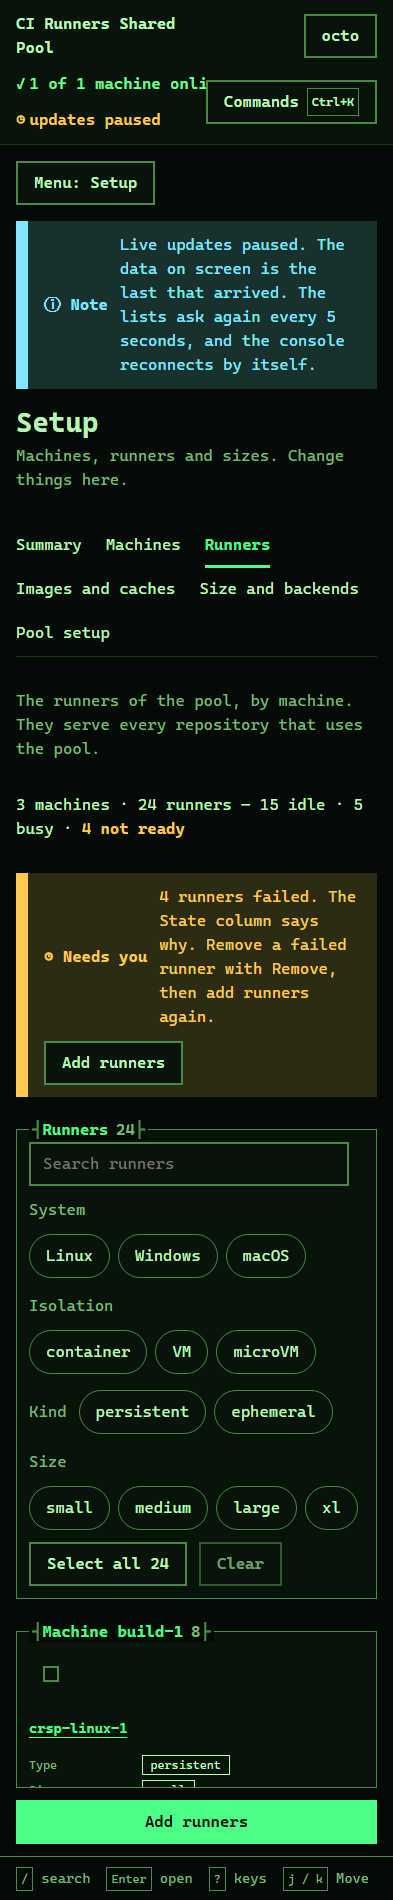 CI Runners Shared
Pool
octo
✓ 1 of 1 machine onli
Commands Ctrl+K
updates paused
Menu: Setup
Live updates paused. The
data on screen is the
last that arrived. The
ⓘ Note
lists ask again every 5
seconds, and the console
reconnects by itself.
Setup
Machines, runners and sizes. Change
things here.
Summary Machines Runners
Images and caches Size and backends
Pool setup
The runners of the pool, by machine.
They serve every repository that uses
the pool.
3 machines · 24 runners — 15 idle · 5
busy · 4 not ready
4 runners failed. The
State column says
why. Remove a failed
Needs you
runner with Remove,
then add runners
again.
Add runners
Runners 24
Search runners
System
Linux Windows macOS
Isolation
container VM microVM
Kind persistent ephemeral
Size
small medium large xl
Select all 24 Clear
Machine build-1 8
crsp-linux-1
Type persistent
Add runners
/ search Enter open ? keys j / k Move